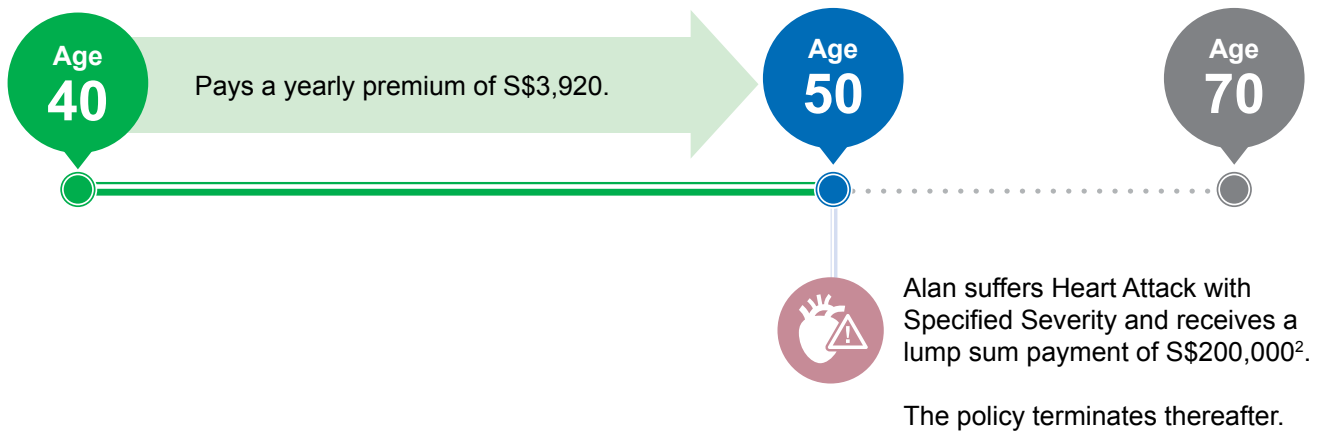 Age
40
Pays a yearly premium of S$3,920.
Age
50
Age
70
Alan suffers Heart Attack with
Specified Severity and receives a
lump sum payment of S$200,000².
The policy terminates thereafter.